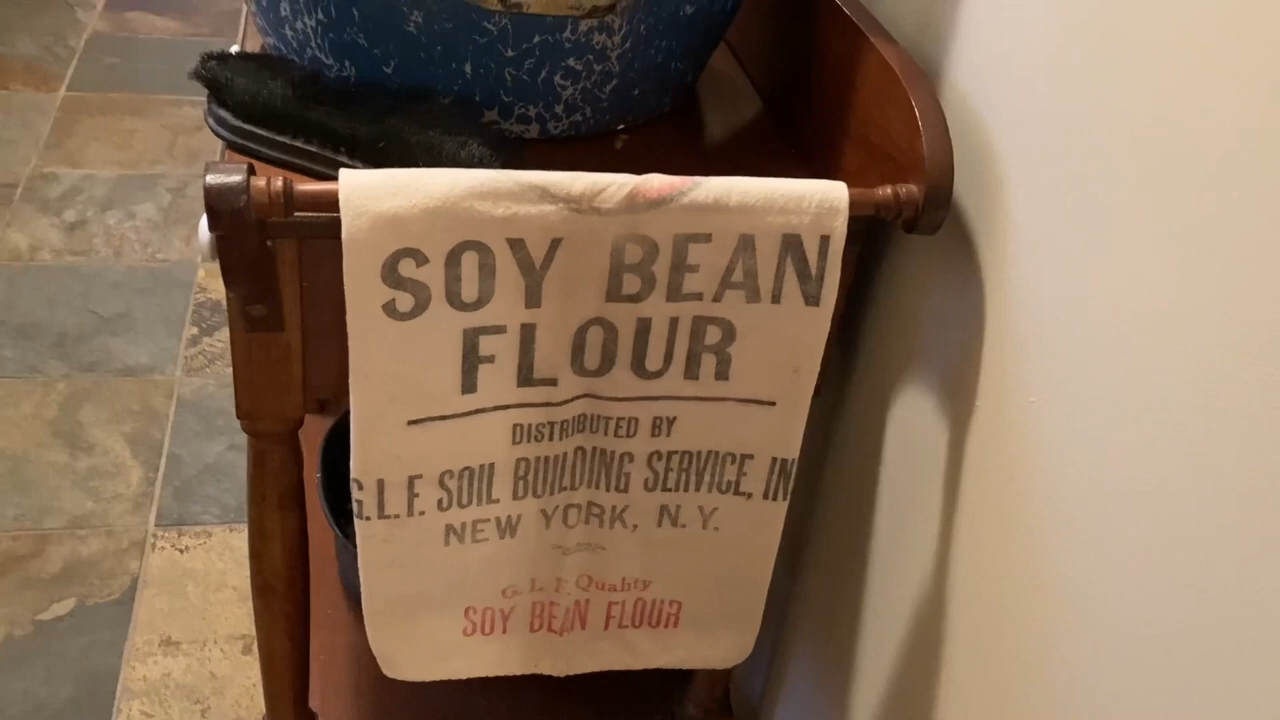 SOY BEAN
FLOUR
DISTRIBUTED BY
G.L.F. SOIL BUILDING SERVICE, IN
NEW YORK, N.Y.
G. L. F. Quality
SOY BEAN FLOUR